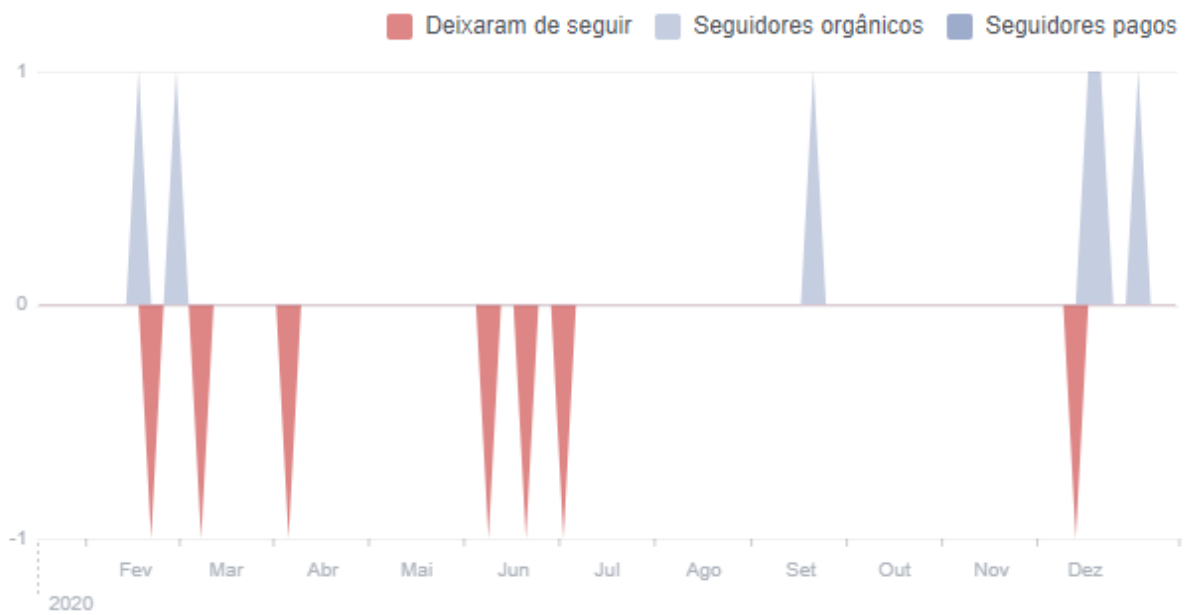 Deixaram de seguir Seguidores orgânicos Seguidores pagos
1
0
-1
Fev Mar Abr Mai Jun Jul Ago Set Out Nov Dez
2020